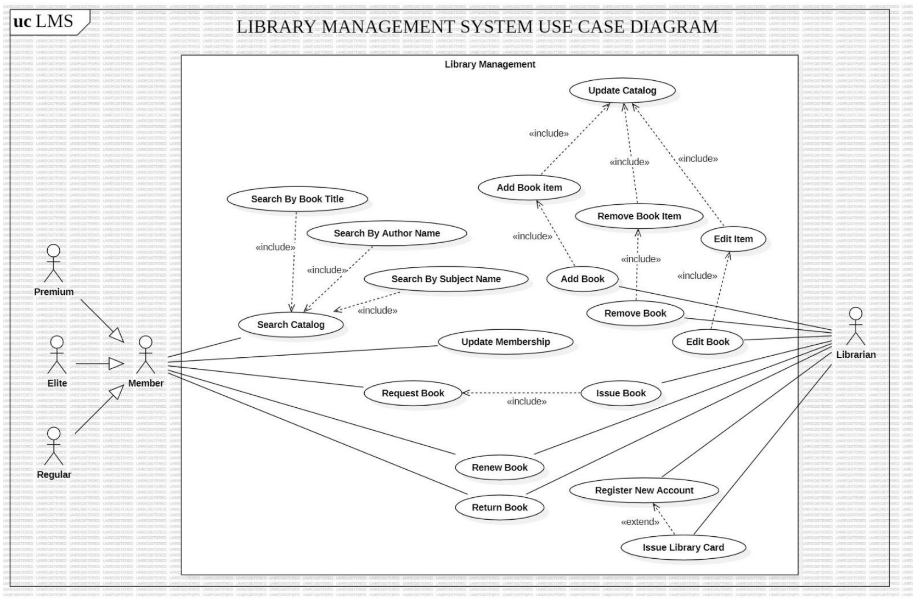 uc LMS
LIBRARY MANAGEMENT SYSTEM USE CASE DIAGRAM
Library Management
Update Catalog
«include»
«include»
«include»
Add Book item
Search By Book Title
Remove Book Item
Search By Author Name
«include»
Edit Item
«include»
«include»
«include»
«include»
Search By Subject Name
Add Book
Premium
«include»
Remove Book
Search Catalog
Update Membership
Edit Book
Librarian
Elite
Member
Request Book
«include»
Issue Book
Renew Book
Regular
Register New Account
Return Book
«extend»
Issue Library Card